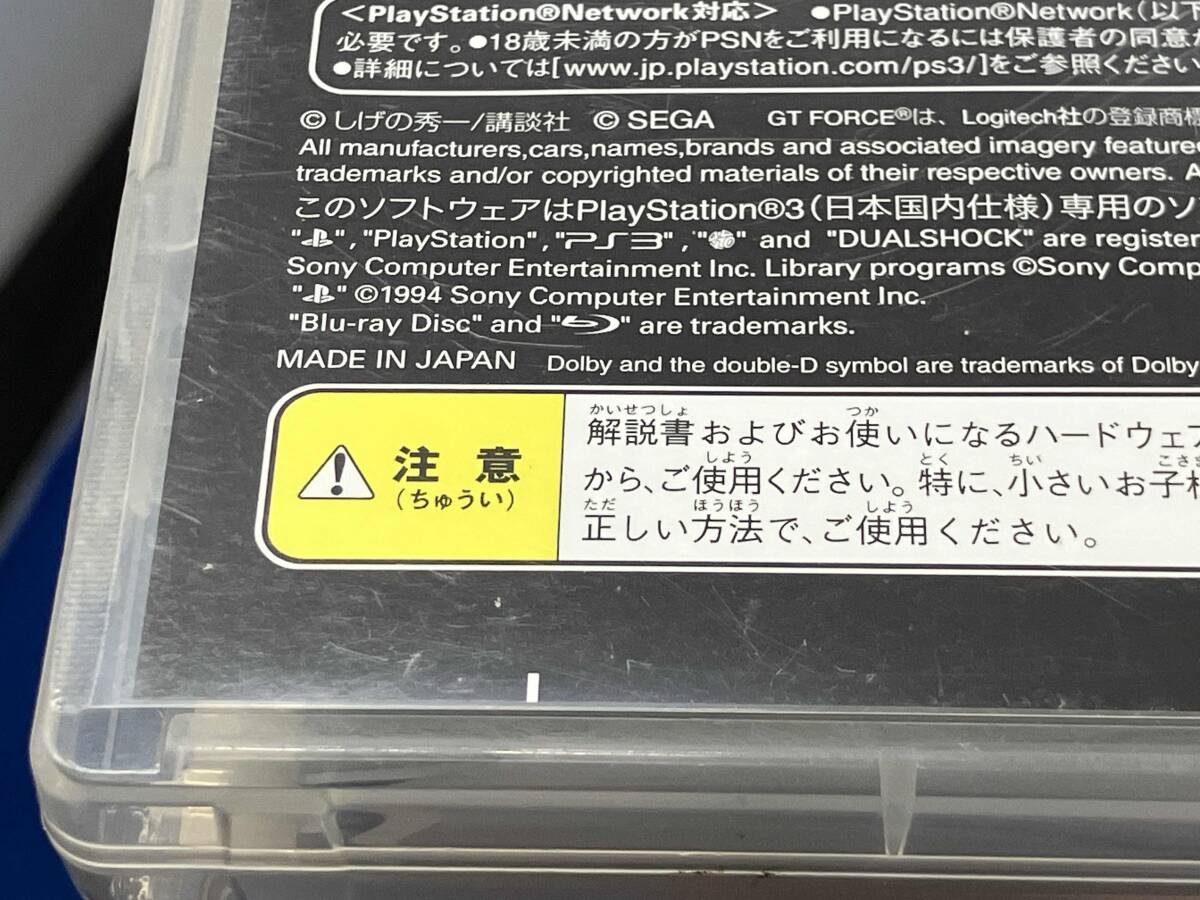 <PlayStation®Network対応> ●PlayStation®Network(以下
必要です。●18歳未満の方がPSNをご利用になるには保護者の同意が
●詳細については[www.jp.playstation.com/ps3/]をご参照ください
© しげの秀一/講談社 © SEGA GT FORCE®は、Logitech社の登録商標
All manufacturers,cars,names,brands and associated imagery feature
trademarks and/or copyrighted materials of their respective owners. A
このソフトウェアはPlayStation®3(日本国内仕様)専用のソ
" ","PlayStation","PS3"," " and "DUALSHOCK" are register
Sony Computer Entertainment Inc. Library programs ©Sony Comp
" " ©1994 Sony Computer Entertainment Inc.
"Blu-ray Disc" and " " are trademarks.
MADE IN JAPAN Dolby and the double-D symbol are trademarks of Dolby
注意
(ちゅうい)
かいせつしょ つか
解説書およびお使いになるハードウェア
しよう とく ちい こさま
から、ご使用ください。特に、小さいお子様
ただ ほうほう しよう
正しい方法で、ご使用ください。